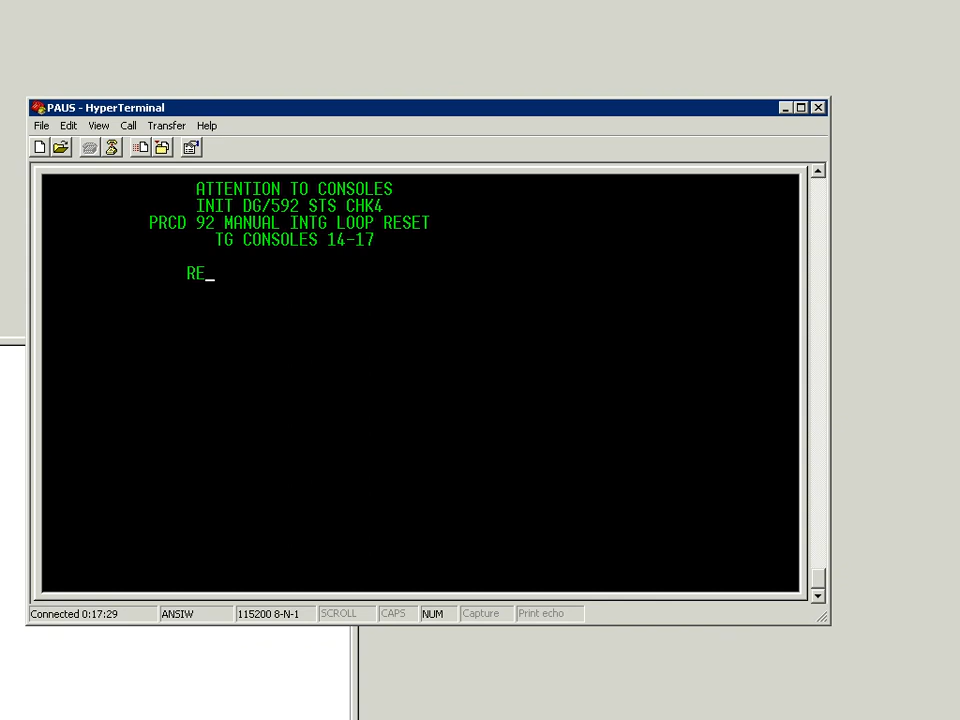 PAUS - HyperTerminal
File Edit View Call Transfer Help
ATTENTION TO CONSOLES
INIT DG/592 STS CHK4
PRCD 92 MANUAL INTG LOOP RESET
TG CONSOLES 14-17
RE_
Connected 0:17:29 ANSIW 115200 8-N-1 SCROLL CAPS NUM Capture Print echo